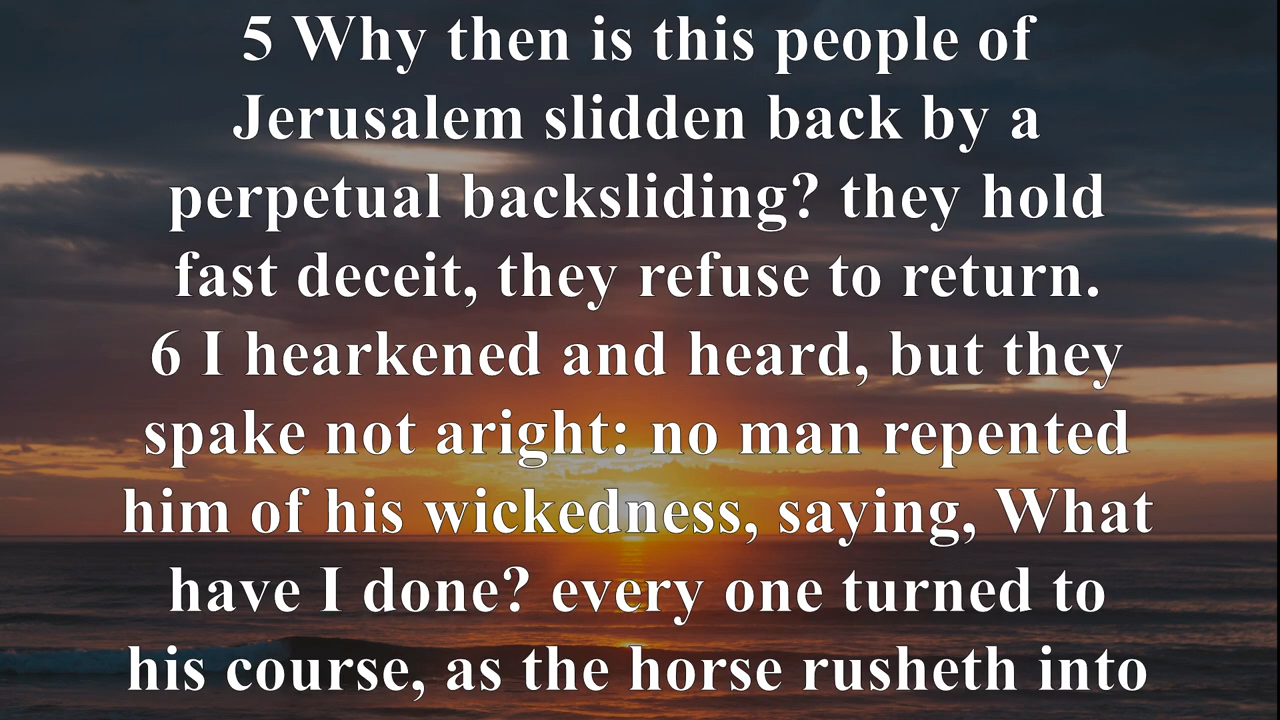 5 Why then is this people of
Jerusalem slidden back by a
perpetual backsliding? they hold
fast deceit, they refuse to return.
6 I hearkened and heard, but they
spake not aright: no man repented
him of his wickedness, saying, What
have I done? every one turned to
his course, as the horse rusheth into